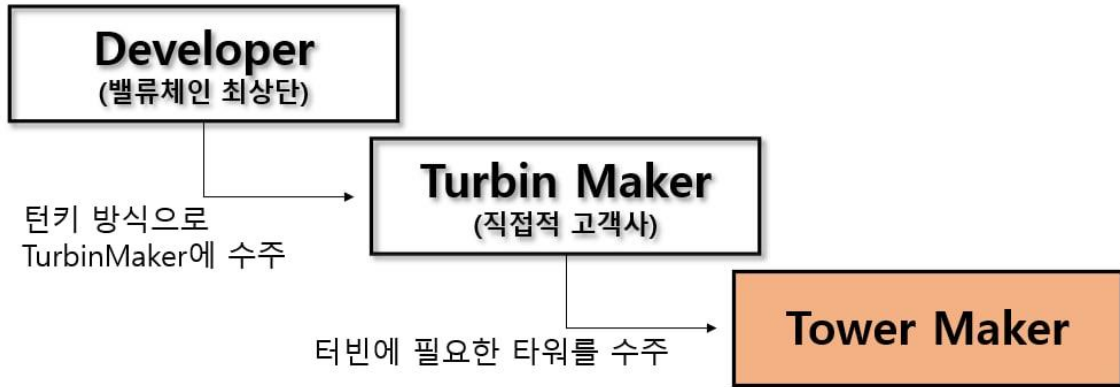 Developer
(밸류체인 최상단)
턴키 방식으로
TurbinMaker에 수주
Turbin Maker
(직접적 고객사)
터빈에 필요한 타워를 수주
Tower Maker